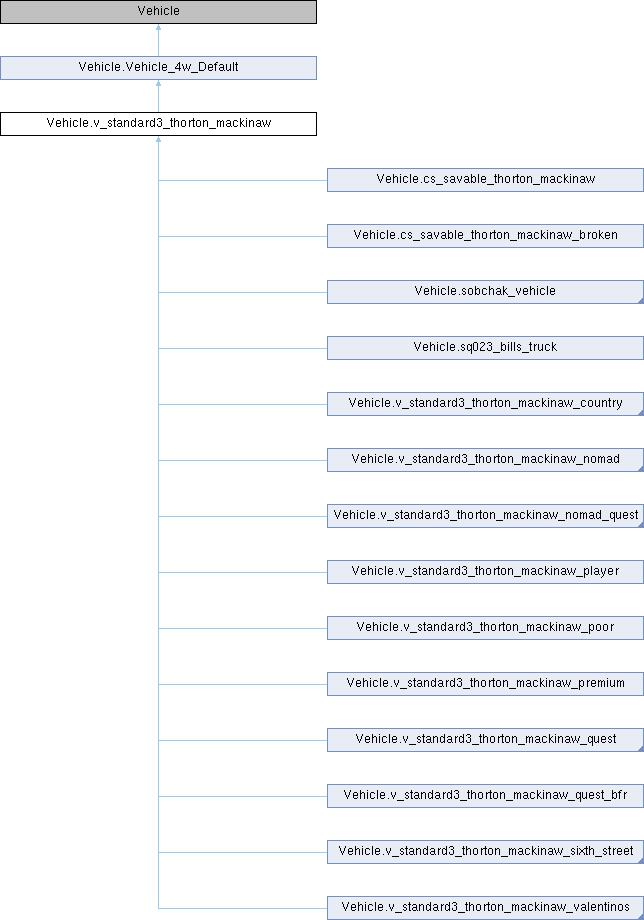 Vehicle
Vehicle.Vehicle_4w_Default
Vehicle.v_standard3_thorton_mackinaw
Vehicle.cs_savable_thorton_mackinaw
Vehicle.cs_savable_thorton_mackinaw_broken
Vehicle.sobchak_vehicle
Vehicle.sq023_bills_truck
Vehicle.v_standard3_thorton_mackinaw_country
Vehicle.v_standard3_thorton_mackinaw_nomad
Vehicle.v_standard3_thorton_mackinaw_nomad_quest
Vehicle.v_standard3_thorton_mackinaw_player
Vehicle.v_standard3_thorton_mackinaw_poor
Vehicle.v_standard3_thorton_mackinaw_premium
Vehicle.v_standard3_thorton_mackinaw_quest
Vehicle.v_standard3_thorton_mackinaw_quest_bfr
Vehicle.v_standard3_thorton_mackinaw_sixth_street
Vehicle.v_standard3_thorton_mackinaw_valentinos